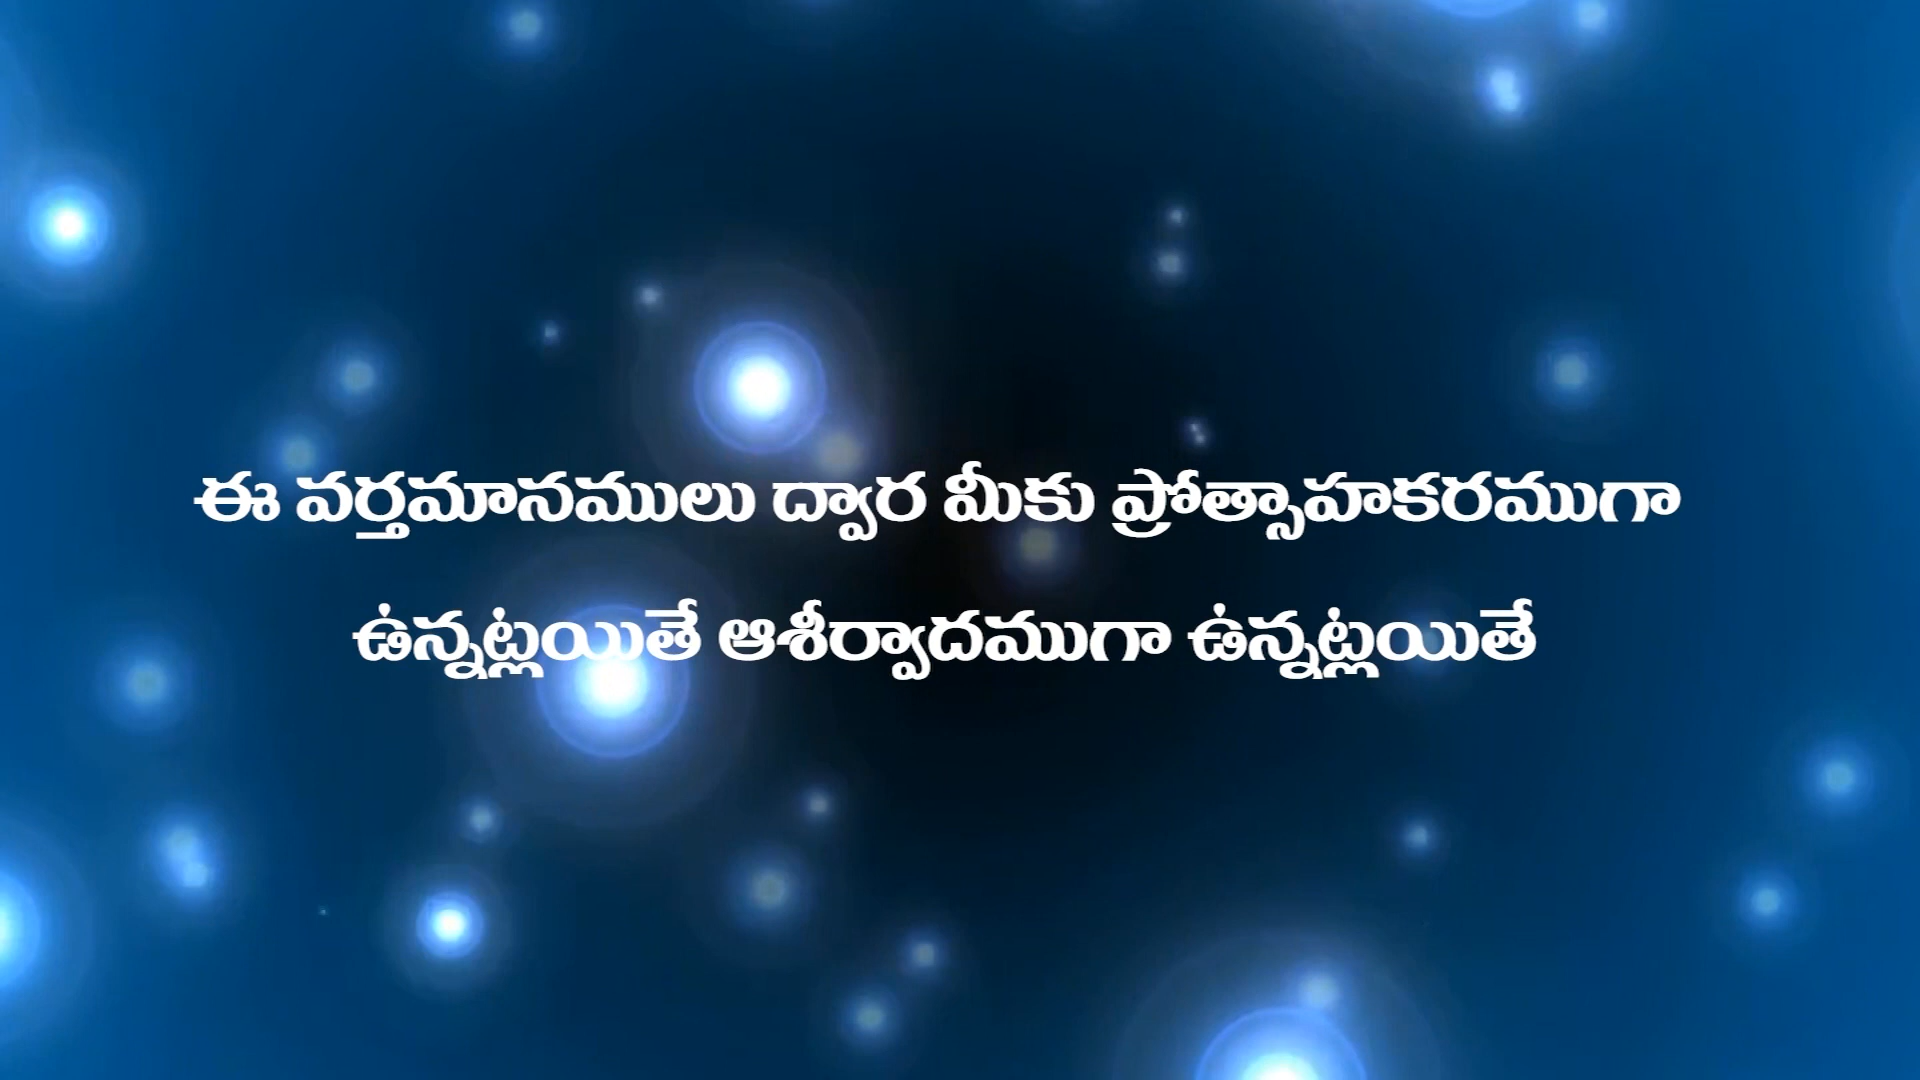 ఈ వర్తమానములు ద్వార మీకు ప్రోత్సాహకరముగా
ఉన్నట్లయితే ఆశీర్వాదముగా ఉన్నట్లయితే